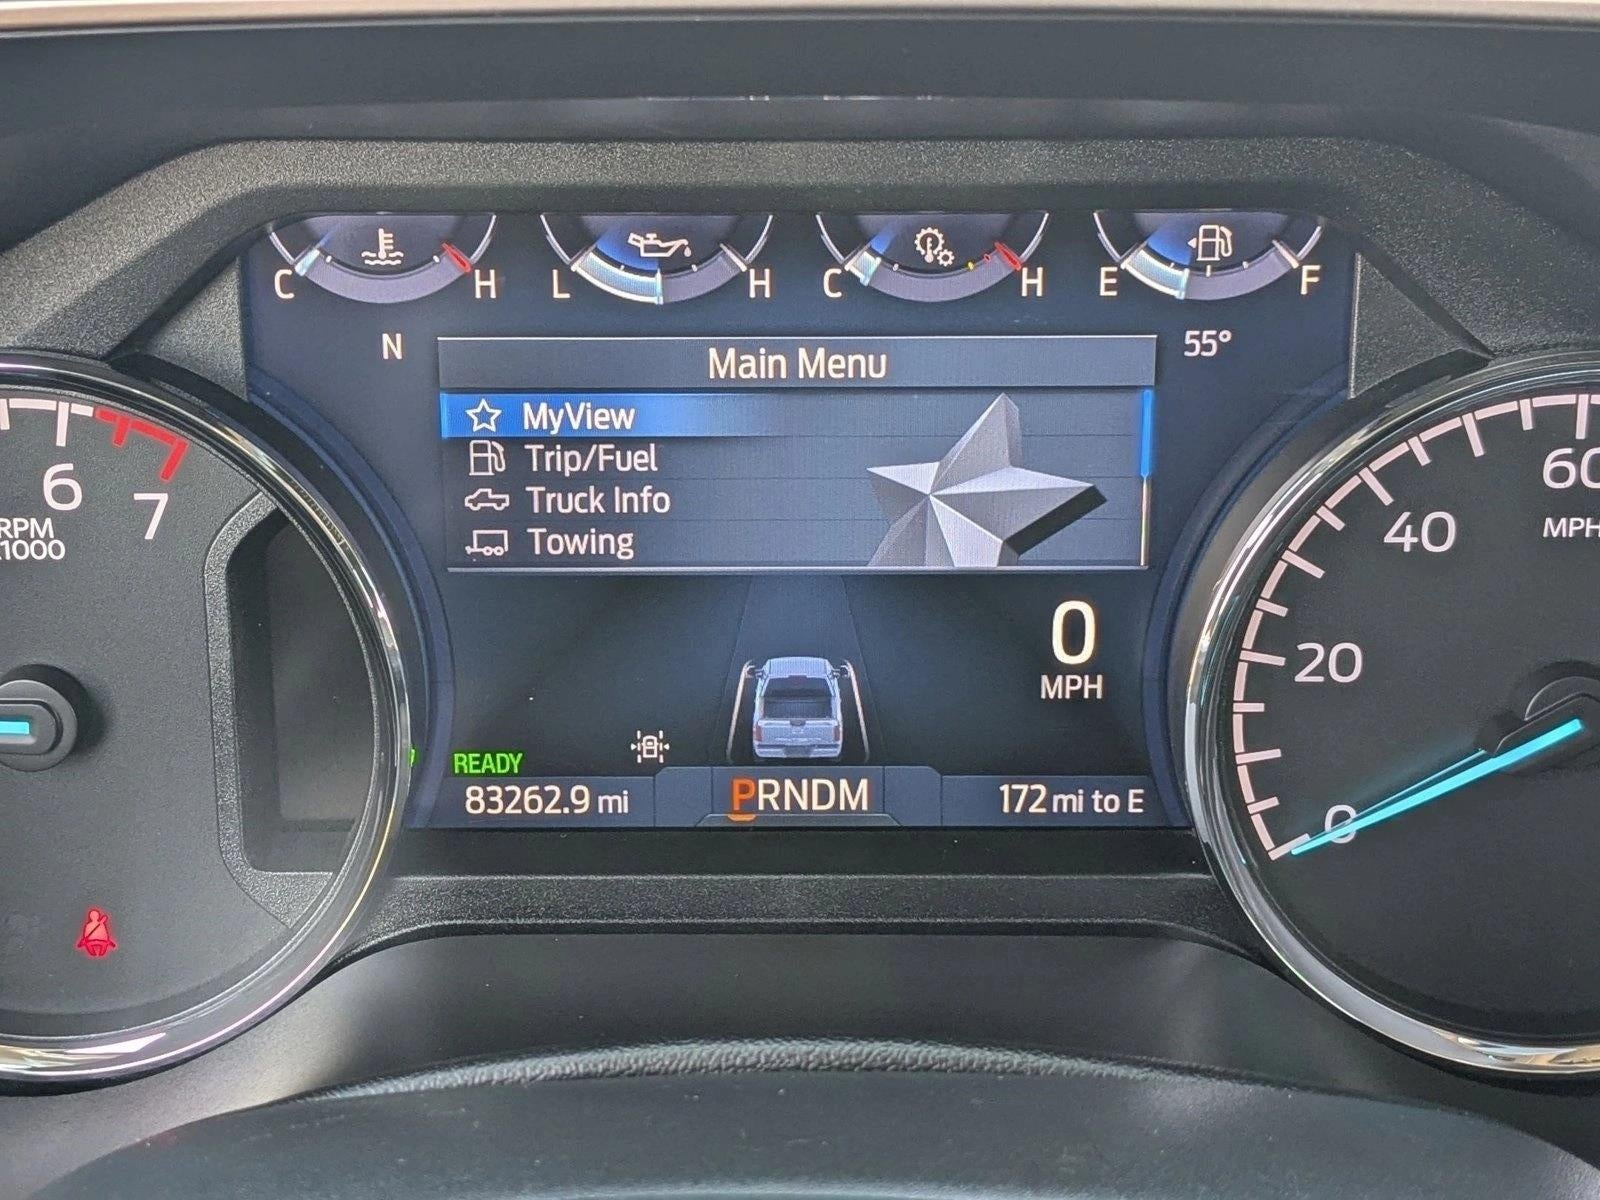 C H L H C H E F
N
55°
Main Menu
MyView
Trip/Fuel
Truck Info
Towing
0
MPH
READY
83262.9 mi
PRNDM
172 mi to E
6
7
RPM
1000
0
20
40
60
MPH